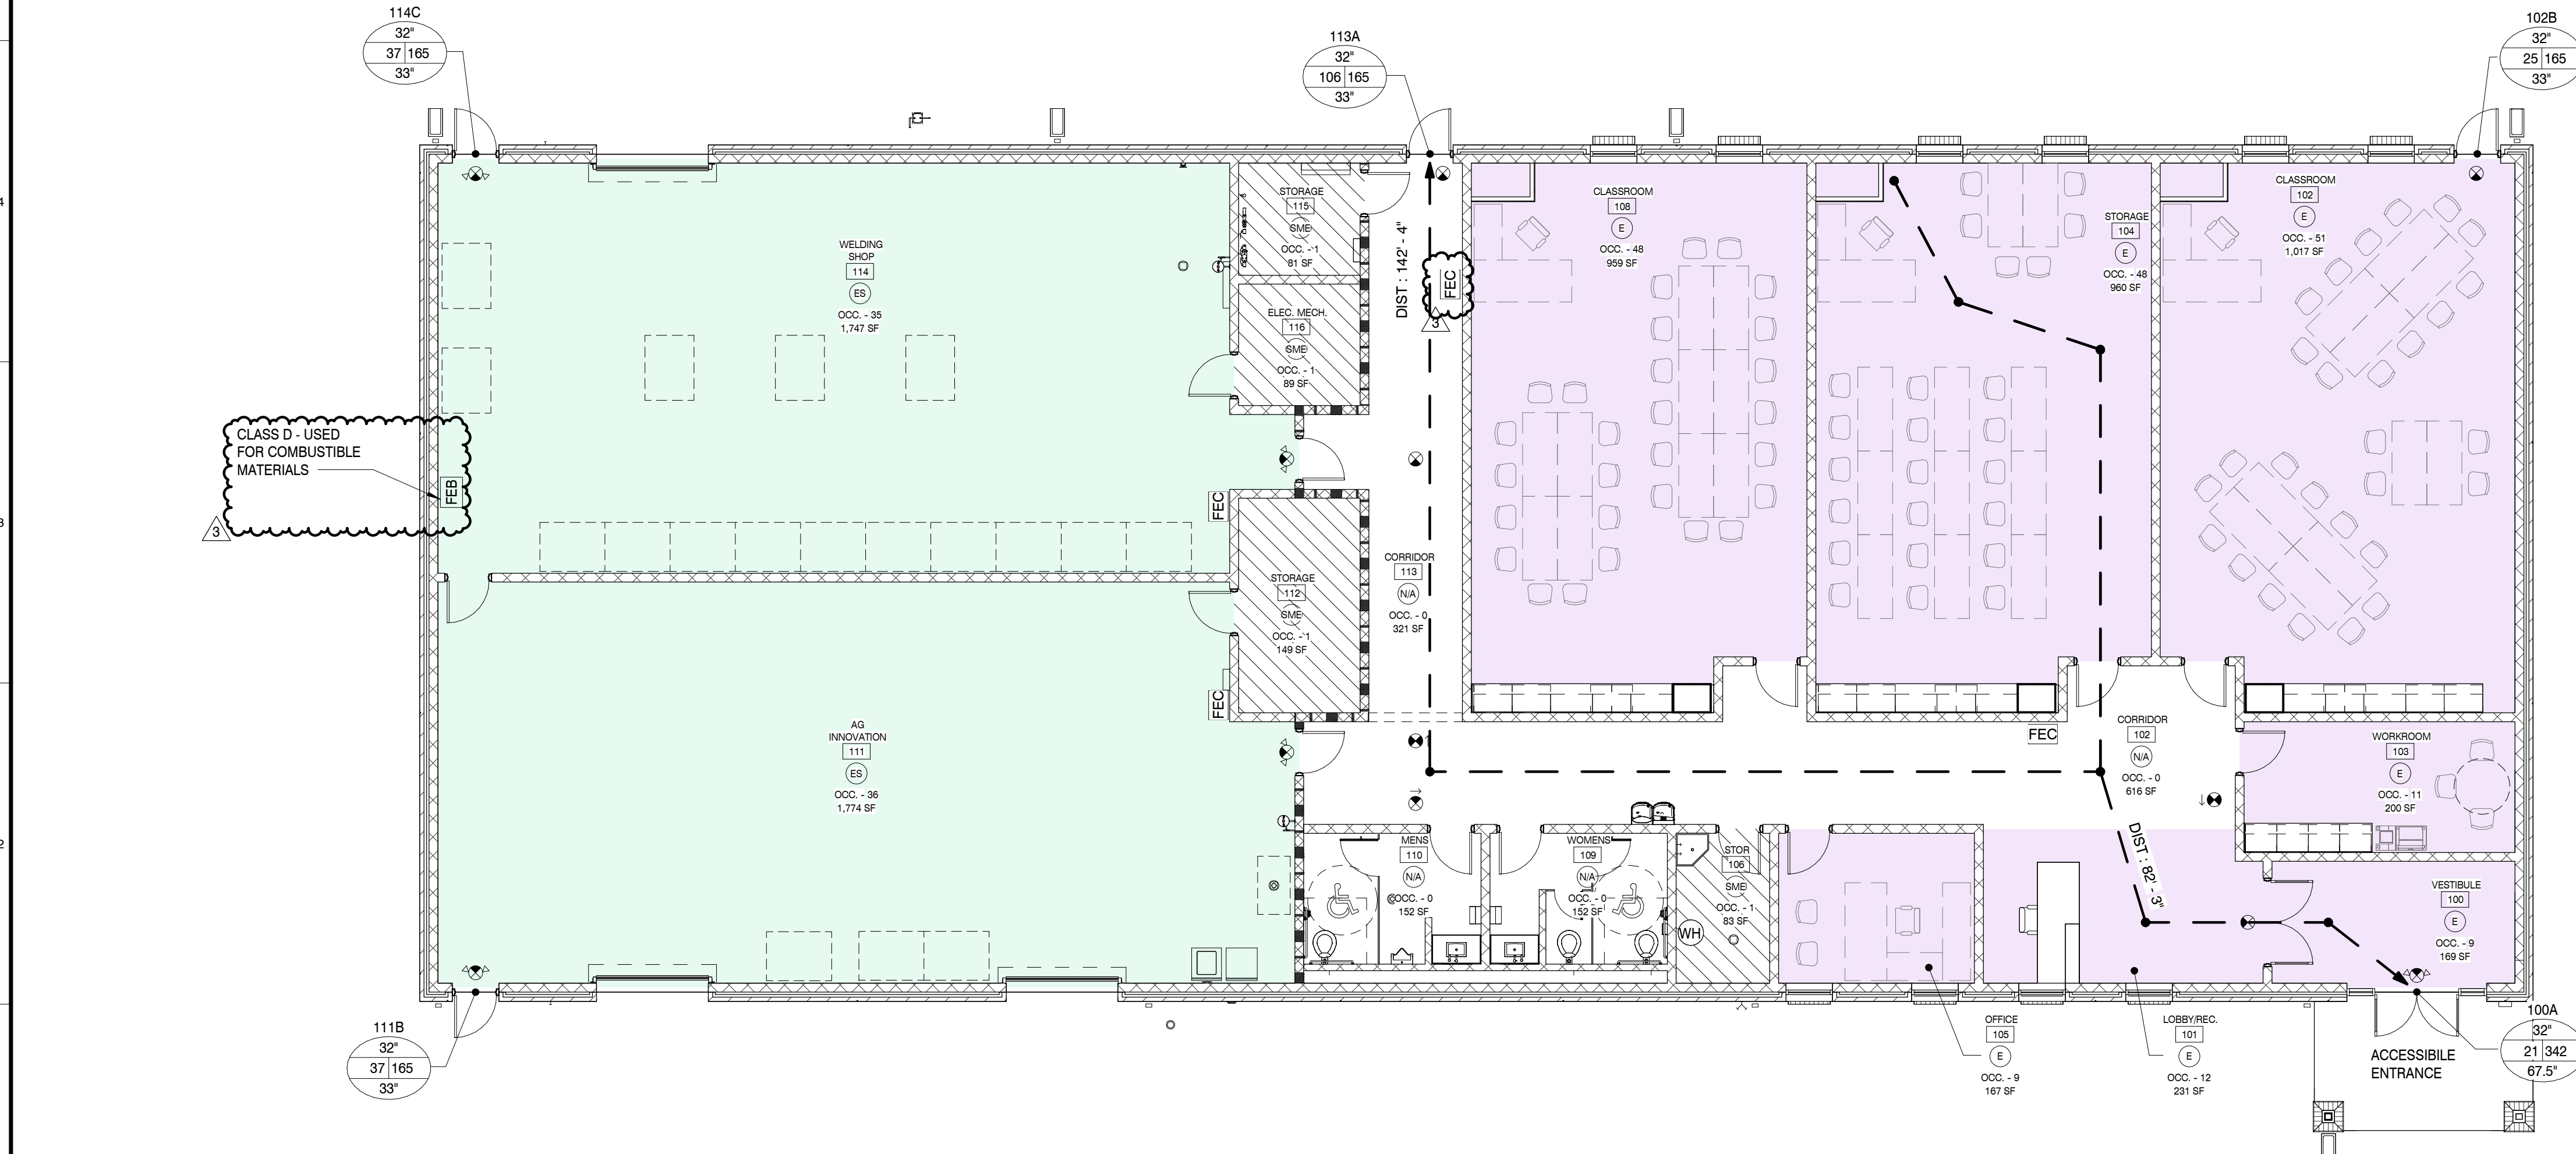 114C
32"
37 165
33"
113A
32"
106 165
33"
102B
32"
25 165
33"
4
3
2
WELDING
SHOP
114
ES
OCC. - 35
1,747 SF
STORAGE
115
SME
OCC. - 1
81 SF
ELEC. MECH.
116
SME
OCC. - 1
89 SF
DIST : 142' - 4"
FEC
3
CLASSROOM
108
E
OCC. - 48
959 SF
STORAGE
104
E
OCC. - 48
960 SF
CLASSROOM
102
E
OCC. - 51
1,017 SF
CLASS D - USED
FOR COMBUSTIBLE
MATERIALS
FEB
3
FEC
STORAGE
112
SME
OCC. - 1
149 SF
CORRIDOR
113
N/A
OCC. - 0
321 SF
FEC
AG
INNOVATION
111
ES
OCC. - 36
1,774 SF
FEC
CORRIDOR
102
N/A
OCC. - 0
616 SF
WORKROOM
103
E
OCC. - 11
200 SF
MENS
110
N/A
OCC. - 0
152 SF
WOMENS
109
N/A
OCC. - 0
152 SF
STOR
106
SME
OCC. - 1
83 SF
WH
DIST : 82' - 3"
VESTIBULE
100
E
OCC. - 9
169 SF
OFFICE
105
E
OCC. - 9
167 SF
LOBBY/REC.
101
E
OCC. - 12
231 SF
ACCESSIBILE
ENTRANCE
111B
32"
37 165
33"
100A
32"
21 342
67.5"